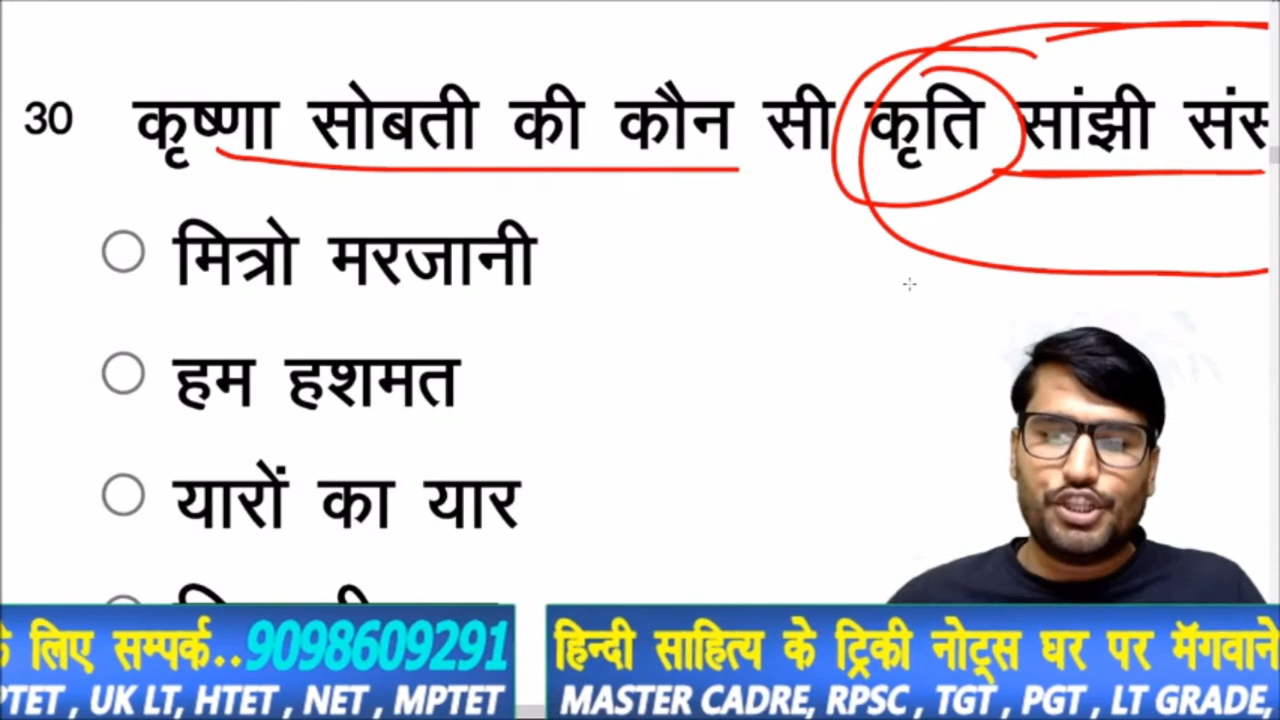 30 कृष्णा सोबती की कौन सी कृति सांझी
मित्रो मरजानी
हम हशमत
यारों का यार
लिए सम्पर्क..9098609291
हिन्दी साहित्य के ट्रिकी नोट्स घर पर मॅगवाने
, UK LT, HTET , NET , MPTET
MASTER CADRE, RPSC , TGT , PGT , LT GRADE,